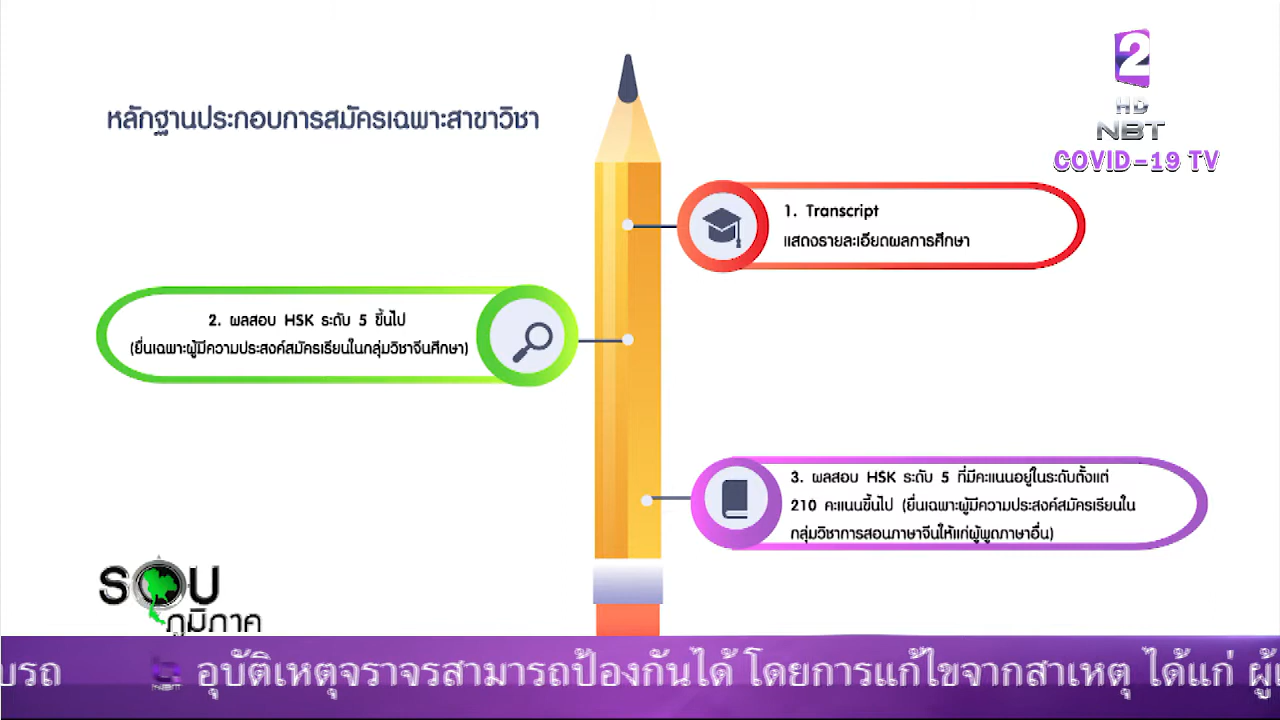 2
HD
NBT
COVID-19 TV
หลักฐานประกอบการสมัครเฉพาะสาขาวิชา
1. Transcript
แสดงรายละเอียดผลการศึกษา
2. ผลสอบ HSK ระดับ 5 ขึ้นไป
(ยื่นเฉพาะผู้มีความประสงค์สมัครเรียนในกลุ่มวิชาจีนศึกษา)
3. ผลสอบ HSK ระดับ 5 ที่มีคะแนนอยู่ในระดับตั้งแต่
210 คะแนนขึ้นไป (ยื่นเฉพาะผู้มีความประสงค์สมัครเรียนใน
กลุ่มวิชาการสอนภาษาจีนให้แก่ผู้พูดภาษาอื่น)
รอบ
ภูมิภาค
บรถ 2 NBT อุบัติเหตุจราจรสามารถป้องกันได้ โดยการแก้ไขจากสาเหตุ ได้แก่ ผู้